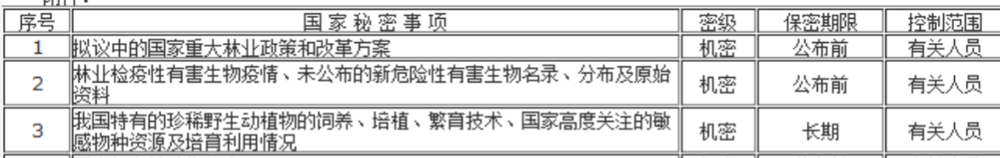 附件：
序号 国家秘密事项 密级 保密期限 控制范围
1 拟议中的国家重大林业政策和改革方案 机密 公布前 有关人员
2 林业检疫性有害生物疫情、未公布的新危险性有害生物名录、分布及原始
资料 机密 公布前 有关人员
3 我国特有的珍稀野生动植物的饲养、培植、繁育技术、国家高度关注的敏
感物种资源及培育利用情况 机密 长期 有关人员